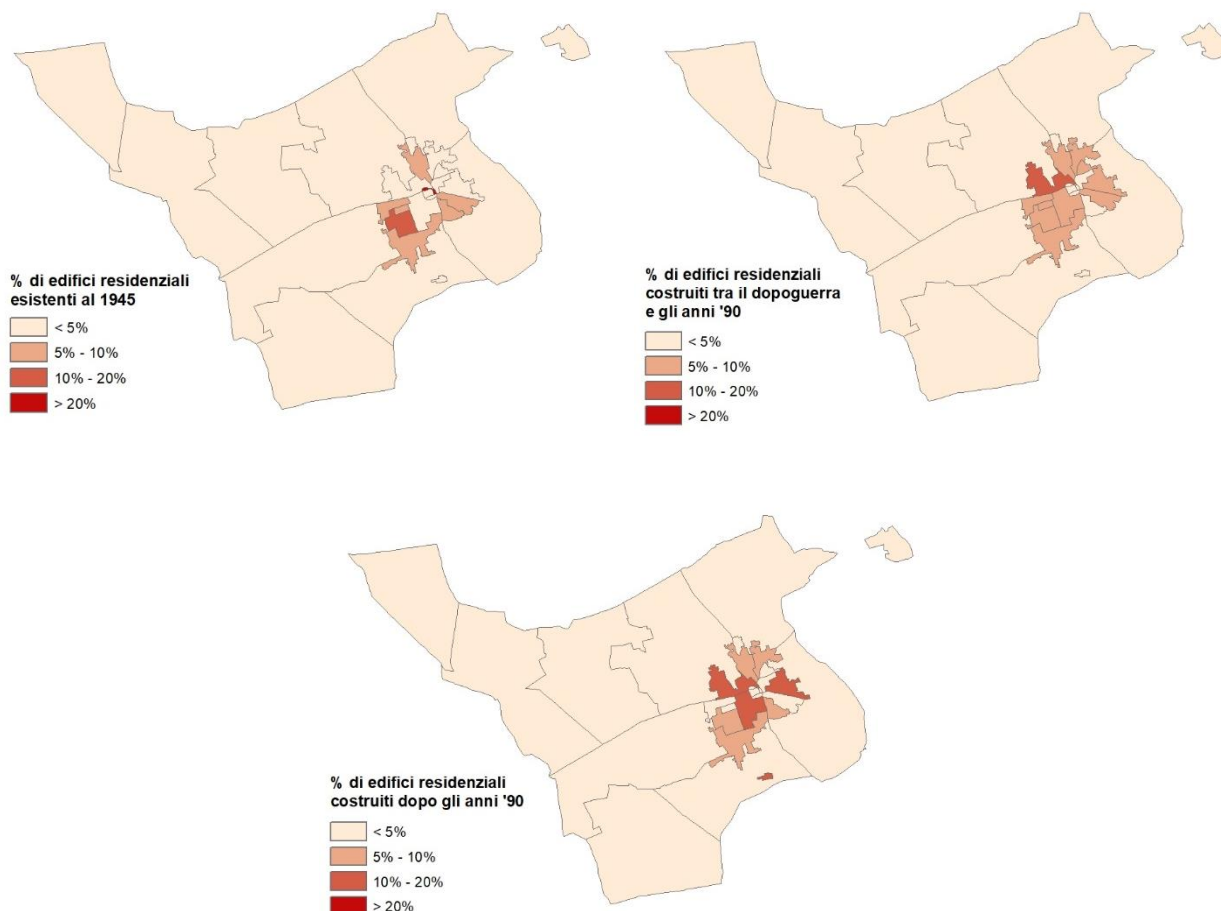 % di edifici residenziali
esistenti al 1945
< 5%
5% - 10%
10% - 20%
> 20%
% di edifici residenziali
costruiti tra il dopoguerra
e gli anni '90
< 5%
5% - 10%
10% - 20%
> 20%
% di edifici residenziali
costruiti dopo gli anni '90
< 5%
5% - 10%
10% - 20%
> 20%